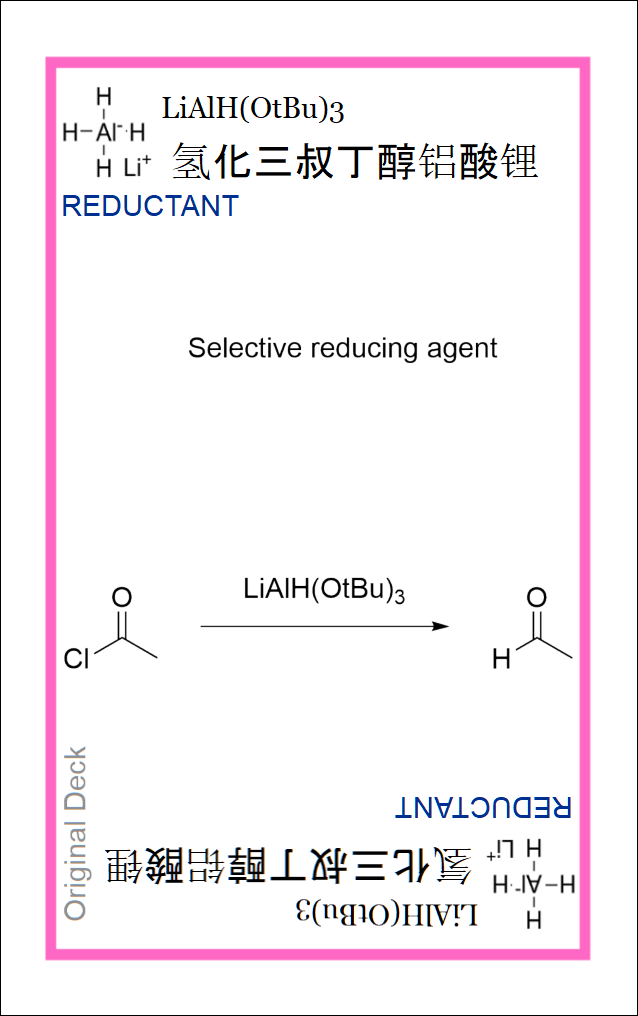 H
H-Al⁻·H
H Li⁺
LiAlH(OtBu)3
氢化三叔丁醇铝酸锂
REDUCTANT
Selective reducing agent
LiAlH(OtBu)₃
O
Cl
O
H
Original Deck
REDUCTANT
H
H-Al⁻·H
H Li⁺
氢化三叔丁醇铝酸锂
LiAlH(OtBu)3